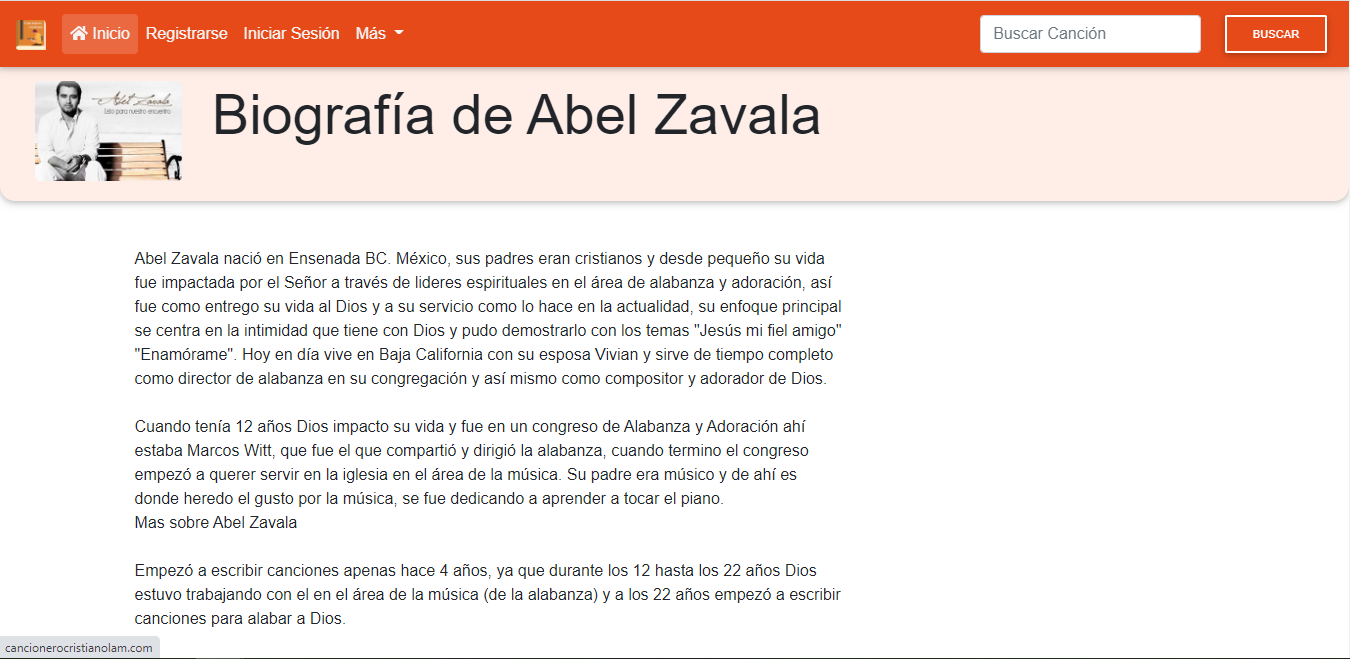 Inicio Registrarse Iniciar Sesión Más Buscar Canción BUSCAR
Abel Zavala
Listo para nuestro encuentro
Biografía de Abel Zavala
Abel Zavala nació en Ensenada BC. México, sus padres eran cristianos y desde pequeño su vida
fue impactada por el Señor a través de lideres espirituales en el área de alabanza y adoración, así
fue como entrego su vida al Dios y a su servicio como lo hace en la actualidad, su enfoque principal
se centra en la intimidad que tiene con Dios y pudo demostrarlo con los temas "Jesús mi fiel amigo"
"Enamórame". Hoy en día vive en Baja California con su esposa Vivian y sirve de tiempo completo
como director de alabanza en su congregación y así mismo como compositor y adorador de Dios.
Cuando tenía 12 años Dios impacto su vida y fue en un congreso de Alabanza y Adoración ahí
estaba Marcos Witt, que fue el que compartió y dirigió la alabanza, cuando termino el congreso
empezó a querer servir en la iglesia en el área de la música. Su padre era músico y de ahí es
donde heredo el gusto por la música, se fue dedicando a aprender a tocar el piano.
Mas sobre Abel Zavala
Empezó a escribir canciones apenas hace 4 años, ya que durante los 12 hasta los 22 años Dios
estuvo trabajando con el en el área de la música (de la alabanza) y a los 22 años empezó a escribir
canciones para alabar a Dios.
cancionerocristianolam.com